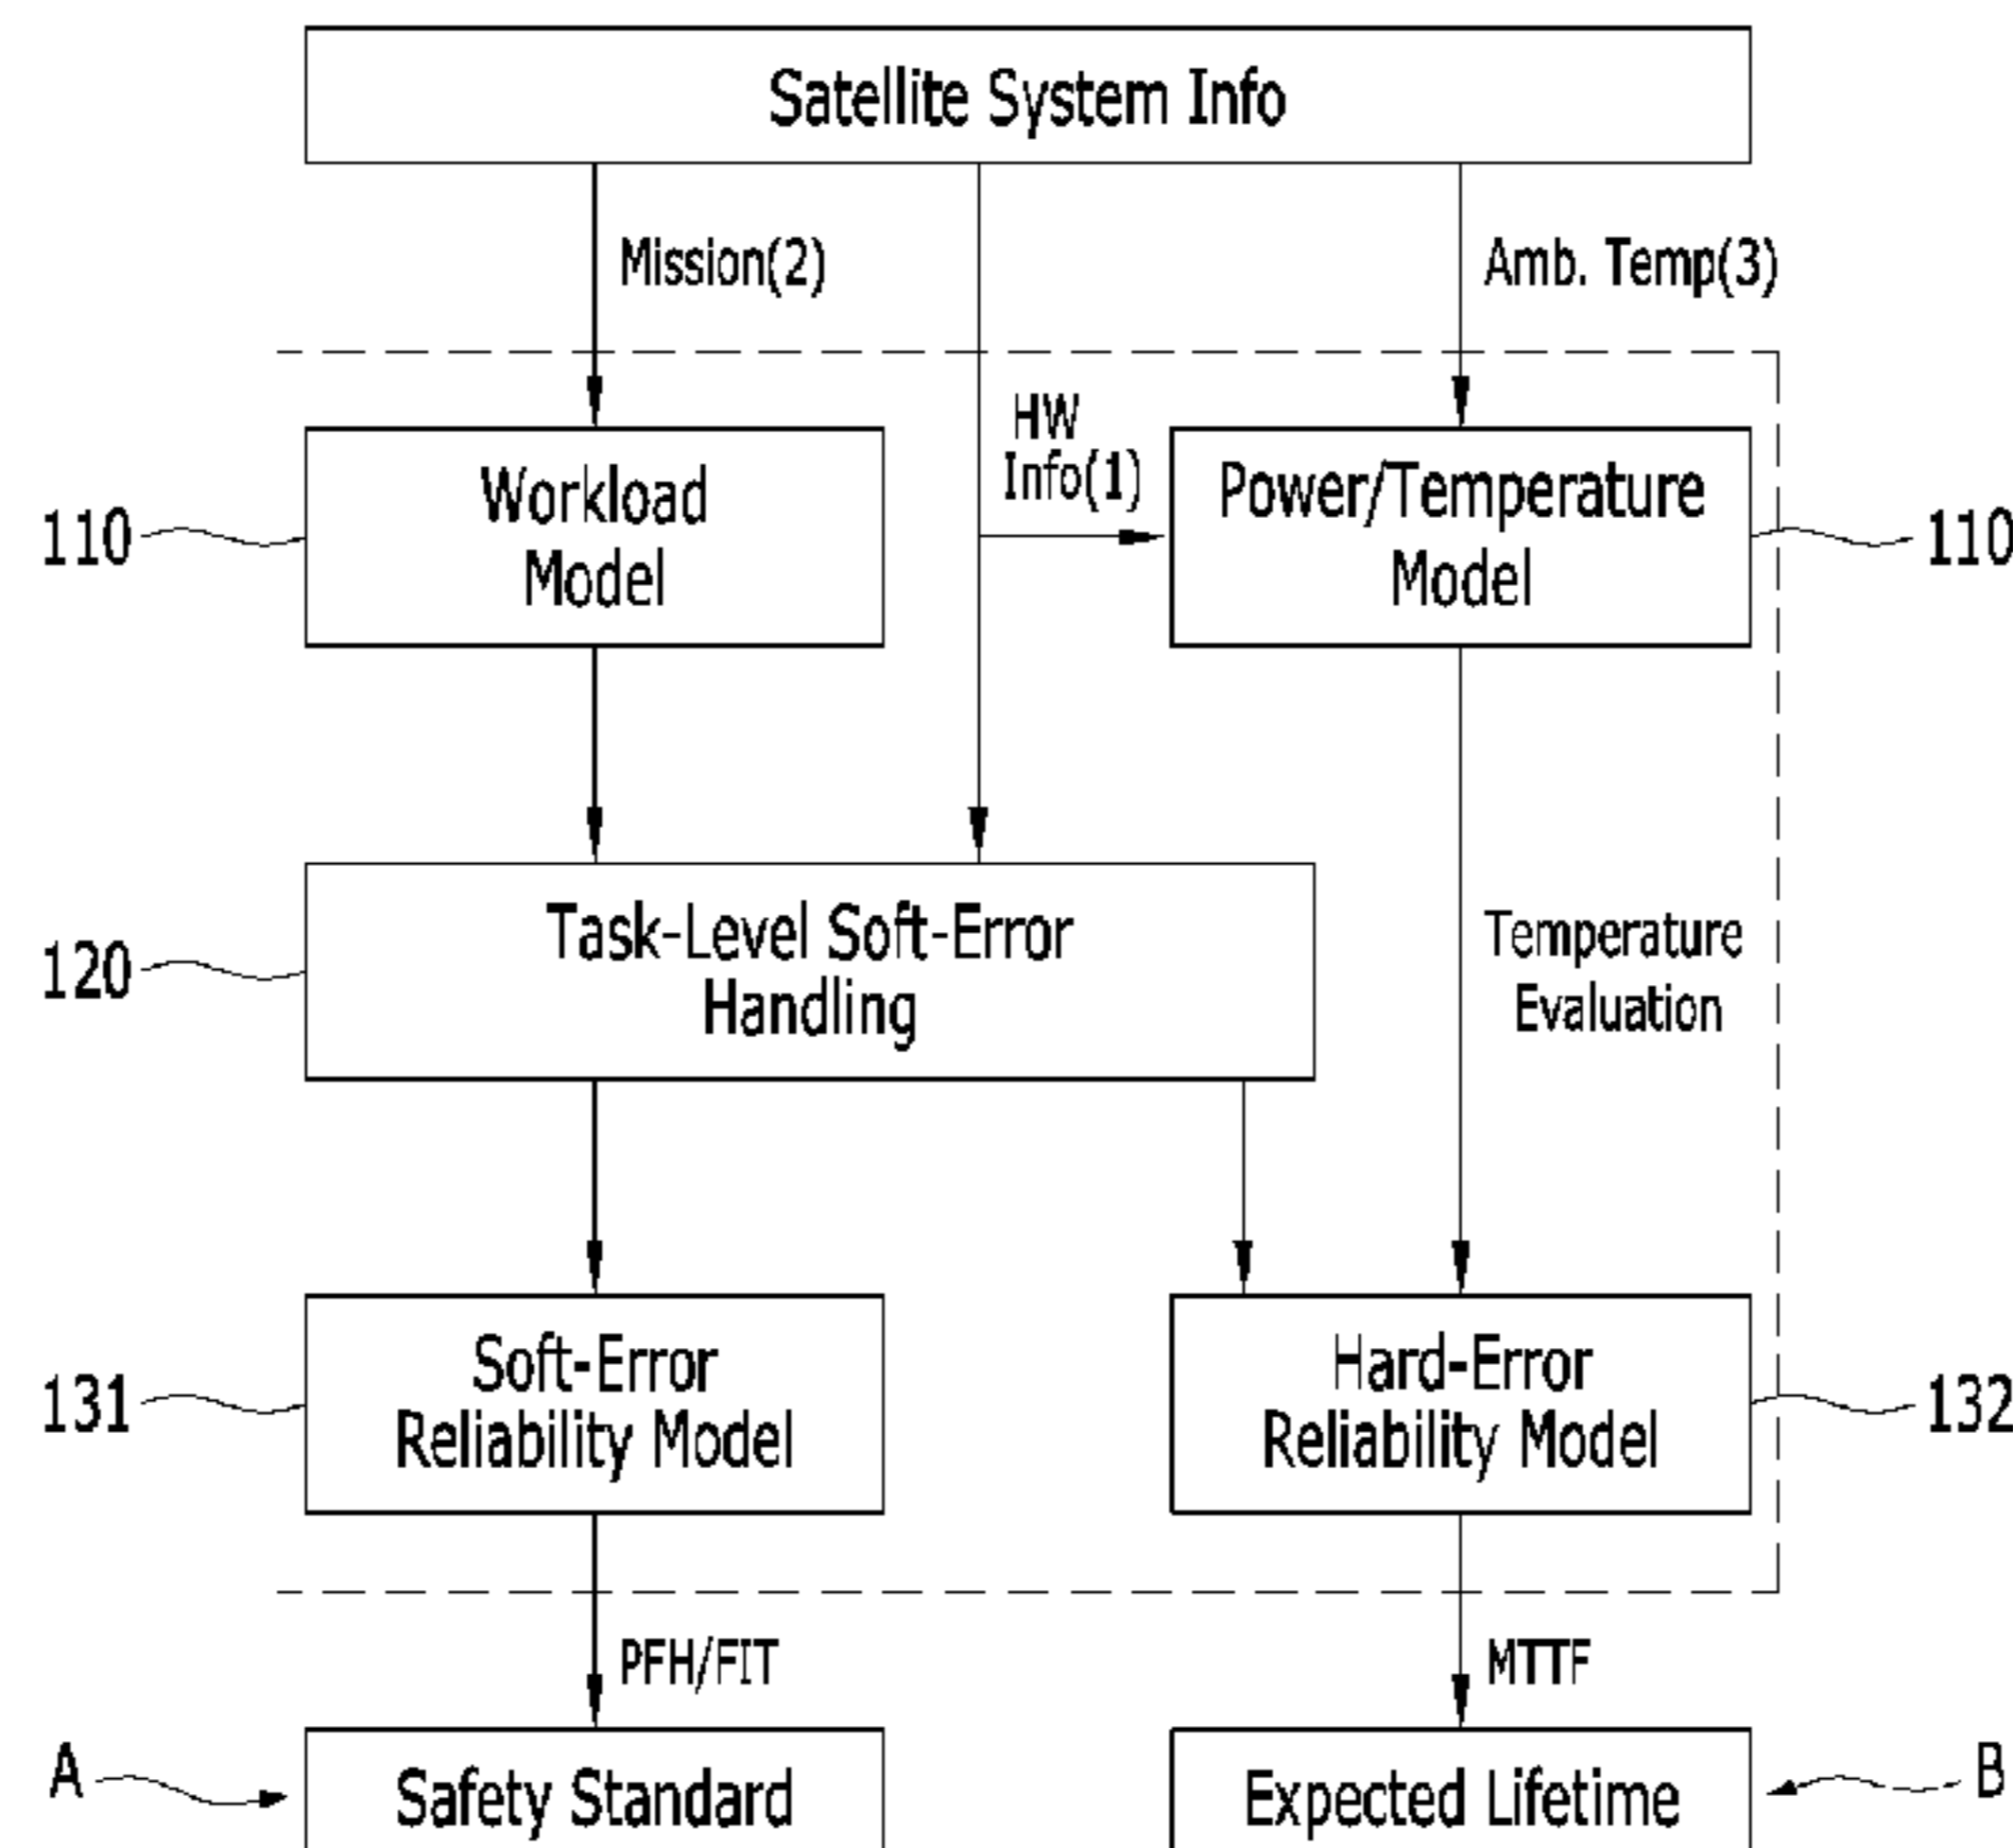 Satellite System Info
Mission(2)
Amb. Temp(3)
HW
Info(1)
110
Workload
Model
Power/Temperature
Model
110
120
Task-Level Soft-Error
Handling
Temperature
Evaluation
131
Soft-Error
Reliability Model
Hard-Error
Reliability Model
132
PFH/FIT
MTTF
A
Safety Standard
Expected Lifetime
B